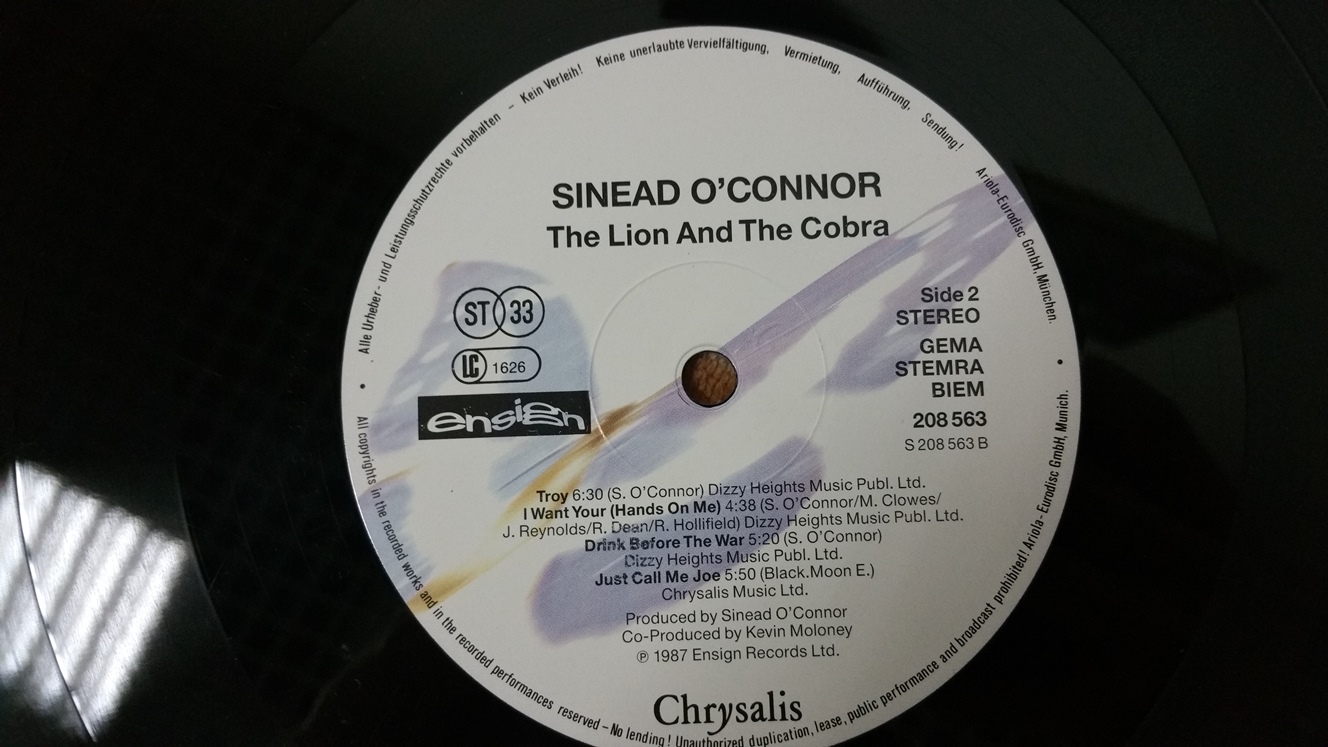 Alle Urheber- und Leistungsschutzrechte vorbehalten – Kein Verleih! Keine unerlaubte Vervielfältigung, Vermietung, Aufführung, Sendung! Ariola-Eurodisc GmbH, München.
SINEAD O'CONNOR
The Lion And The Cobra
ST 33
LC 1626
ensign
Side 2
STEREO
GEMA
STEMRA
BIEM
208 563
S 208 563 B
Troy 6:30 (S. O'Connor) Dizzy Heights Music Publ. Ltd.
I Want Your (Hands On Me) 4:38 (S. O'Connor/M. Clowes/
J. Reynolds/R. Dean/R. Hollifield) Dizzy Heights Music Publ. Ltd.
Drink Before The War 5:20 (S. O'Connor)
Dizzy Heights Music Publ. Ltd.
Just Call Me Joe 5:50 (Black.Moon E.)
Chrysalis Music Ltd.
Produced by Sinead O'Connor
Co-Produced by Kevin Moloney
℗ 1987 Ensign Records Ltd.
Chrysalis
All copyrights in the recorded works and in the recorded performances reserved – No lending! Unauthorized duplication, lease, public performance and broadcast prohibited! Ariola - Eurodisc GmbH, Munich.